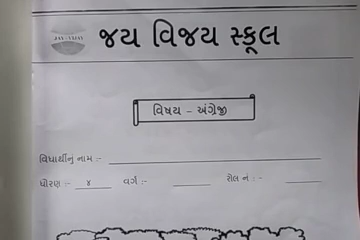 જય વિજય સ્કૂલ
વિષય - અંગ્રેજી
વિદ્યાર્થીનું નામ :-
ધોરણ :- ૪ વર્ગ :- રોલ નં :-